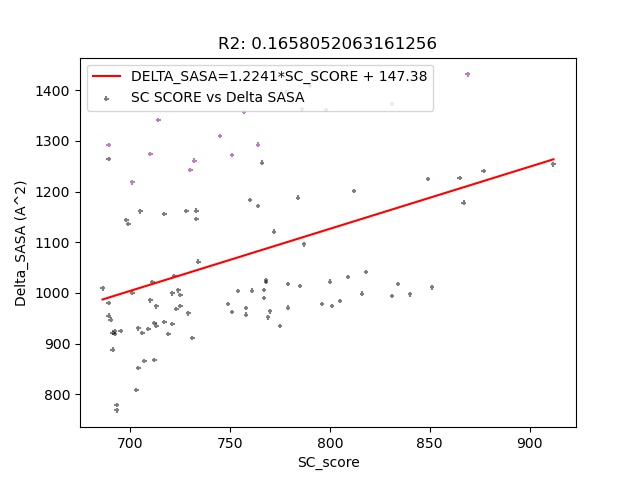 R2: 0.1658052063161256
DELTA_SASA=1.2241*SC_SCORE + 147.38
SC SCORE vs Delta SASA
Delta_SASA (A^2)
1400
1300
1200
1100
1000
900
800
700 750 800 850 900
SC_score